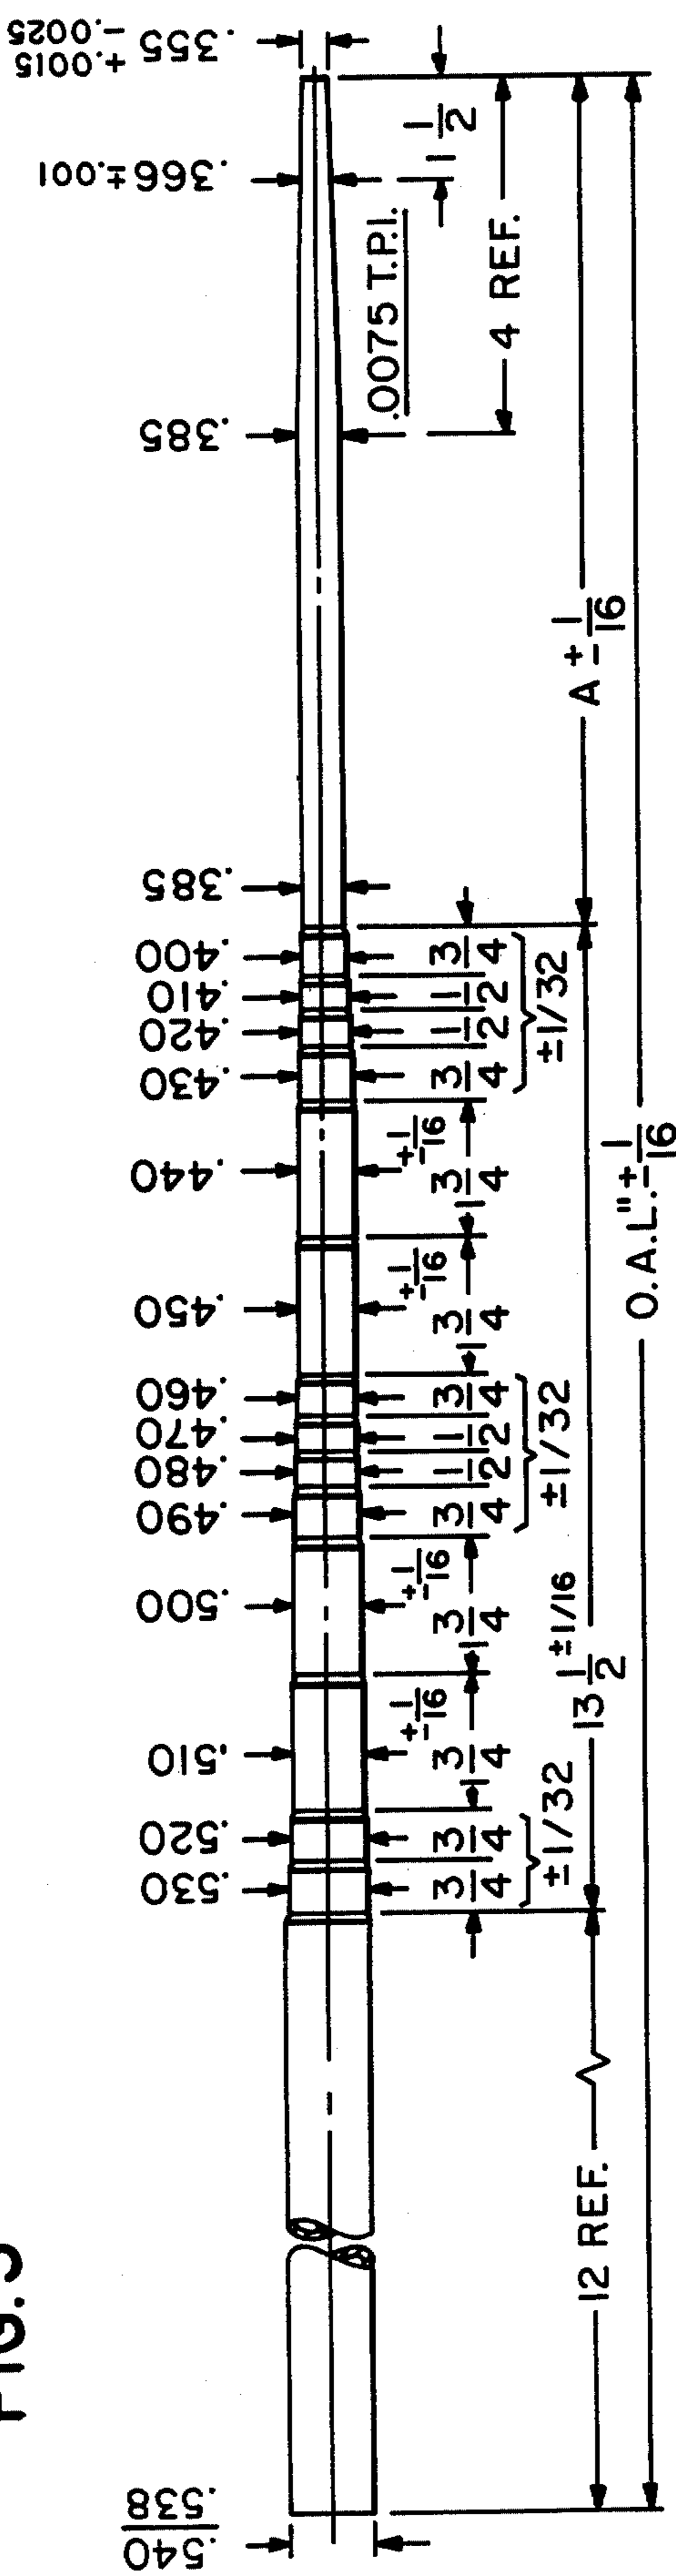 FIG. 5
.540
.538
.530
.520
.510
.500
.490
.480
.470
.460
.450
.440
.430
.420
.410
.400
.385
.385
.366±.001
.355 +.0015 -.0025
3/4
3/4
±1/32
1 3/4 ±1/16
1 3/4 ±1/16
3/4
1/2
1/2
3/4
±1/32
1 3/4 ±1/16
1 3/4 ±1/16
3/4
1/2
1/2
3/4
±1/32
.0075 T.P.I.
1 1/2
4 REF.
12 REF.
13 1/2 ±1/16
A ± 1/16
O.A.L." ± 1/16